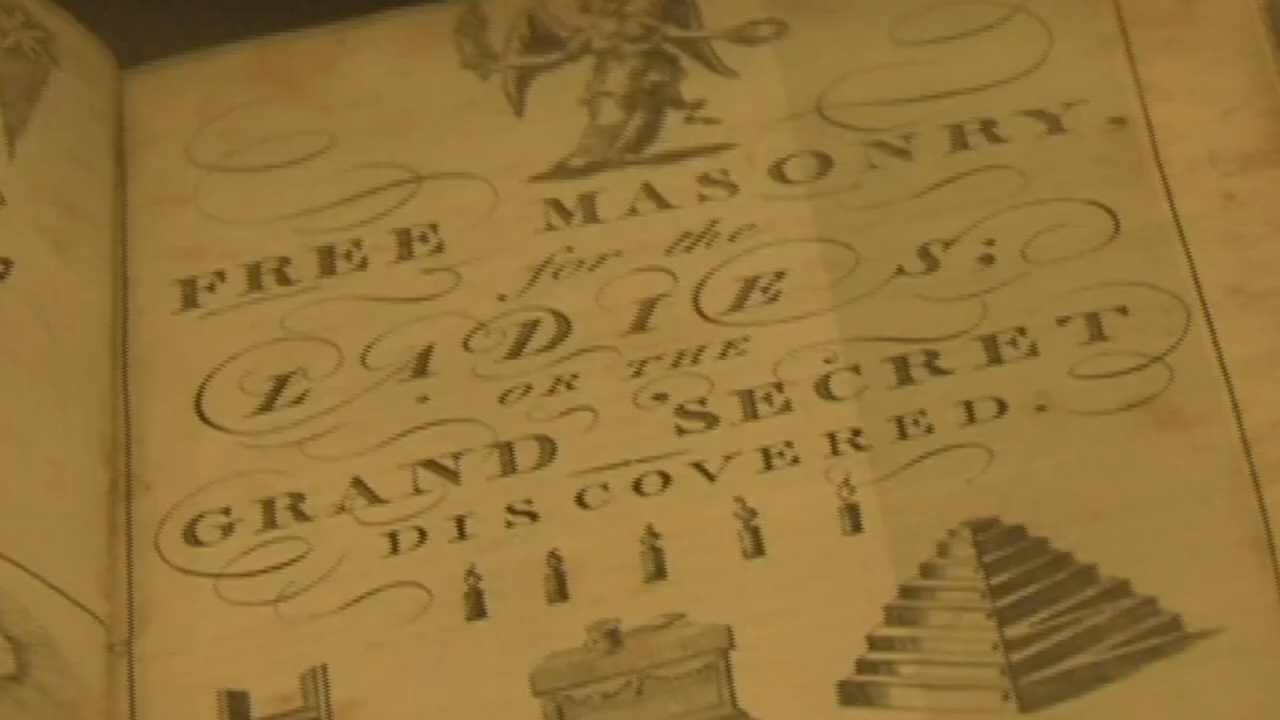 FREE MASONRY.
for the
LADIES;
OR THE
GRAND SECRET
DISCOVERED.